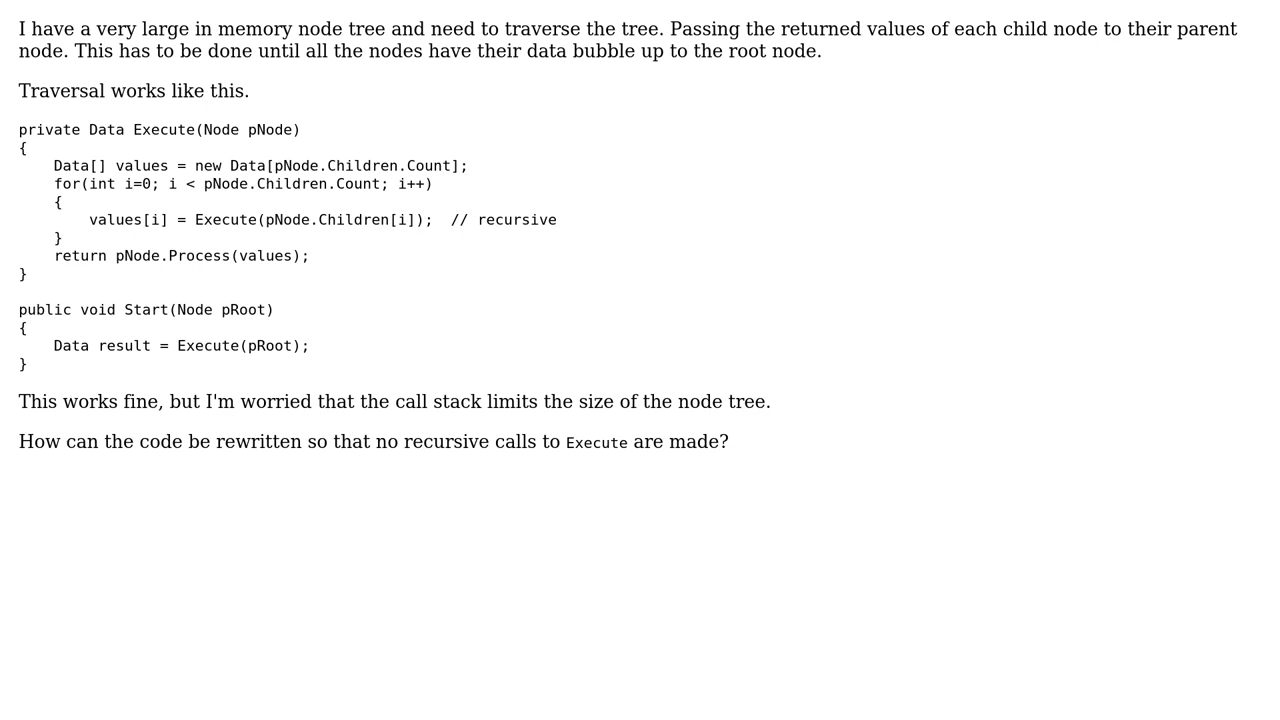 I have a very large in memory node tree and need to traverse the tree. Passing the returned values of each child node to their parent
node. This has to be done until all the nodes have their data bubble up to the root node.
Traversal works like this.
private Data Execute(Node pNode)
{
    Data[] values = new Data[pNode.Children.Count];
    for(int i=0; i < pNode.Children.Count; i++)
    {
        values[i] = Execute(pNode.Children[i]);  // recursive
    }
    return pNode.Process(values);
}
public void Start(Node pRoot)
{
    Data result = Execute(pRoot);
}
This works fine, but I'm worried that the call stack limits the size of the node tree.
How can the code be rewritten so that no recursive calls to Execute are made?